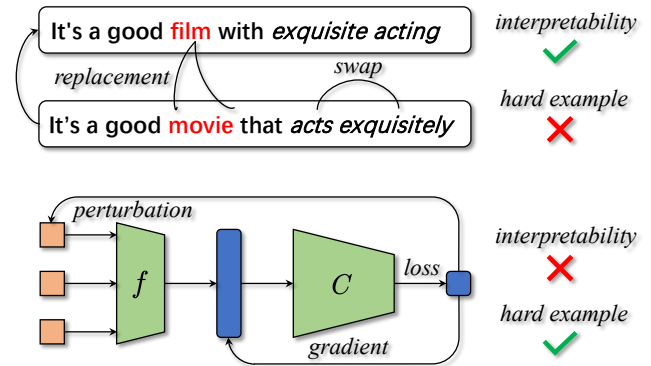 It's a good film with exquisite acting
interpretability
replacement
swap
hard example
It's a good movie that acts exquisitely
perturbation
interpretability
f
C
loss
hard example
gradient